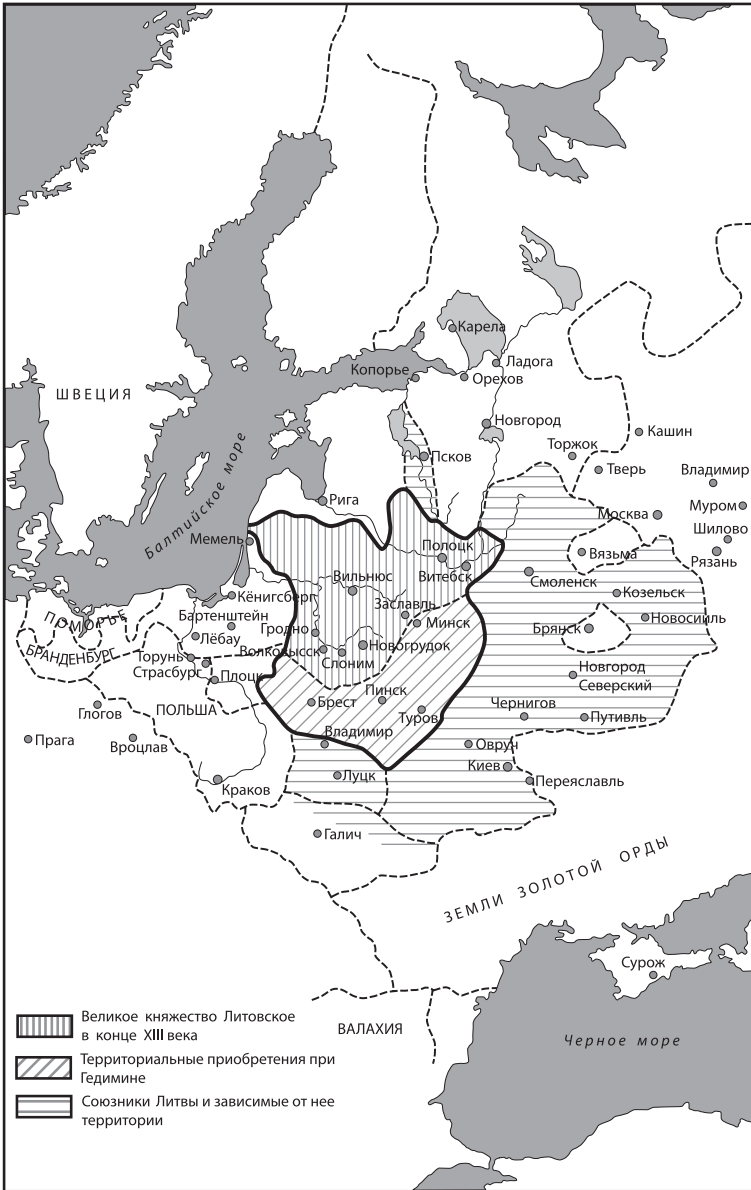 Карела
Ладога
Копорье
Орехов
ШВЕЦИЯ
Новгород
Кашин
Торжок
Псков
Тверь
Владимир
Балтийское море
Рига
Москва
Муром
Шилово
Мемель
Полоцк
Вязьма
Рязань
Вильнюс
Витебск
Смоленск
Кёнигсберг
Заславль
Козельск
ПОМОРЬЕ
Бартенштейн
Гродно
Минск
Новосиль
Лёбау
Брянск
БРАНДЕНБУРГ
Волковысск
Новогрудок
Торунь
Слоним
Страсбург
Плоцк
Новгород
Северский
Пинск
Брест
Глогов
ПОЛЬША
Туров
Чернигов
Путивль
Прага
Вроцлав
Владимир
Овруч
Киев
Луцк
Переяславль
Краков
Галич
ЗЕМЛИ ЗОЛОТОЙ ОРДЫ
Сурож
Великое княжество Литовское
в конце XIII века
ВАЛАХИЯ
Черное море
Территориальные приобретения при
Гедимине
Союзники Литвы и зависимые от нее
территории